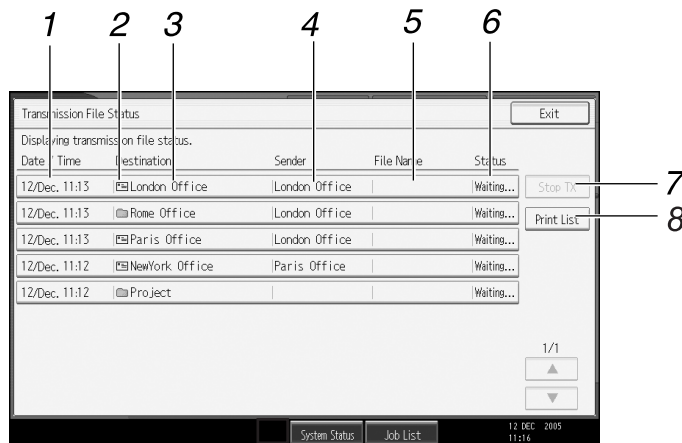 1 2 3 4 5 6
Transmission File Status
Exit
Displaying transmission file status.
Date / Time Destination Sender File Name Status
12/Dec. 11:13 London Office London Office Waiting...
Stop TX
7
12/Dec. 11:13 Rome Office London Office Waiting...
Print List
8
12/Dec. 11:13 Paris Office London Office Waiting...
12/Dec. 11:12 NewYork Office Paris Office Waiting...
12/Dec. 11:12 Project Waiting...
1/1
System Status Job List
12 DEC 2005
11:16